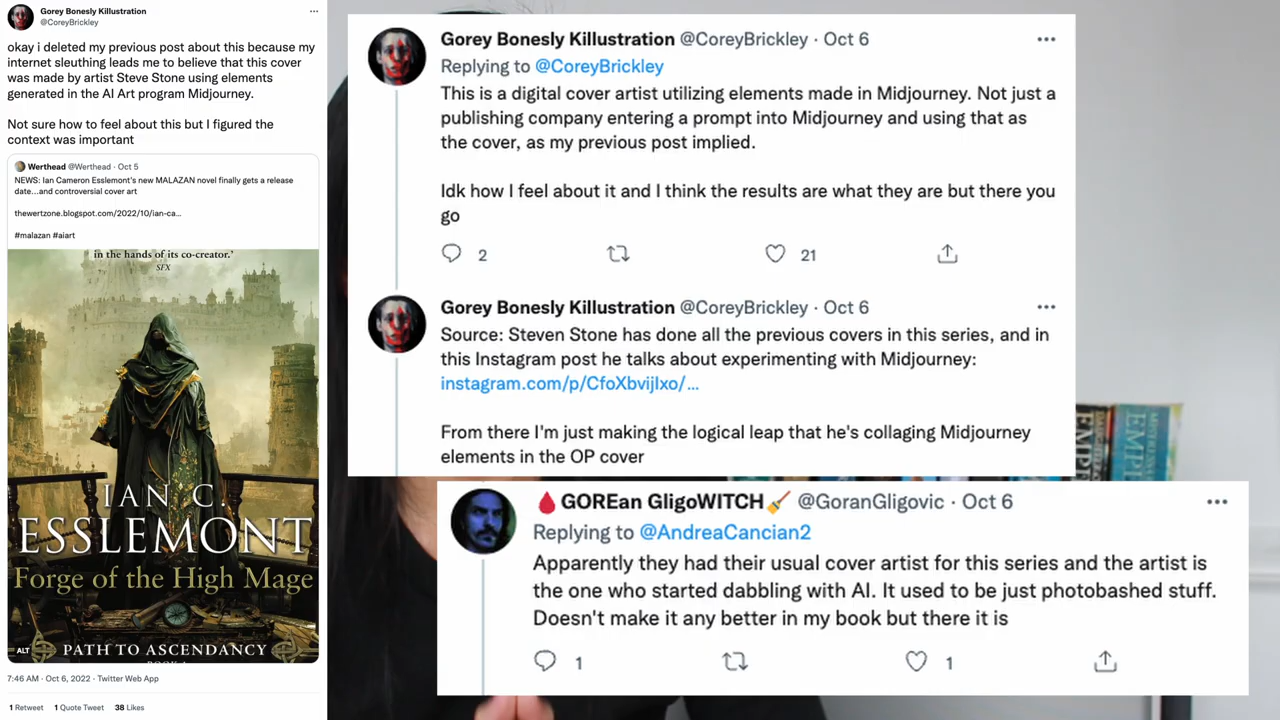 Gorey Bonesly Killustration
@CoreyBrickley
okay i deleted my previous post about this because my
internet sleuthing leads me to believe that this cover
was made by artist Steve Stone using elements
generated in the AI Art program Midjourney.
Not sure how to feel about this but I figured the
context was important
Werthead @Werthead · Oct 5
NEWS: Ian Cameron Esslemont's new MALAZAN novel finally gets a release
date...and controversial cover art
thewertzone.blogspot.com/2022/10/ian-ca...
#malazan #aiart
in the hands of its co-creator.'
SFX
IAN C.
ESSLEMONT
Forge of the High Mage
ALT
PATH TO ASCENDANCY
7:46 AM · Oct 6, 2022 · Twitter Web App
1 Retweet 1 Quote Tweet 38 Likes
Gorey Bonesly Killustration @CoreyBrickley · Oct 6
Replying to @CoreyBrickley
This is a digital cover artist utilizing elements made in Midjourney. Not just a
publishing company entering a prompt into Midjourney and using that as
the cover, as my previous post implied.
Idk how I feel about it and I think the results are what they are but there you
go
2 21
Gorey Bonesly Killustration @CoreyBrickley · Oct 6
Source: Steven Stone has done all the previous covers in this series, and in
this Instagram post he talks about experimenting with Midjourney:
instagram.com/p/CfoXbvijIxo/...
From there I'm just making the logical leap that he's collaging Midjourney
elements in the OP cover
🩸 GOREan GligoWITCH🧹 @GoranGligovic · Oct 6
Replying to @AndreaCancian2
Apparently they had their usual cover artist for this series and the artist is
the one who started dabbling with AI. It used to be just photobashed stuff.
Doesn't make it any better in my book but there it is
1 1
EMP
EMPI